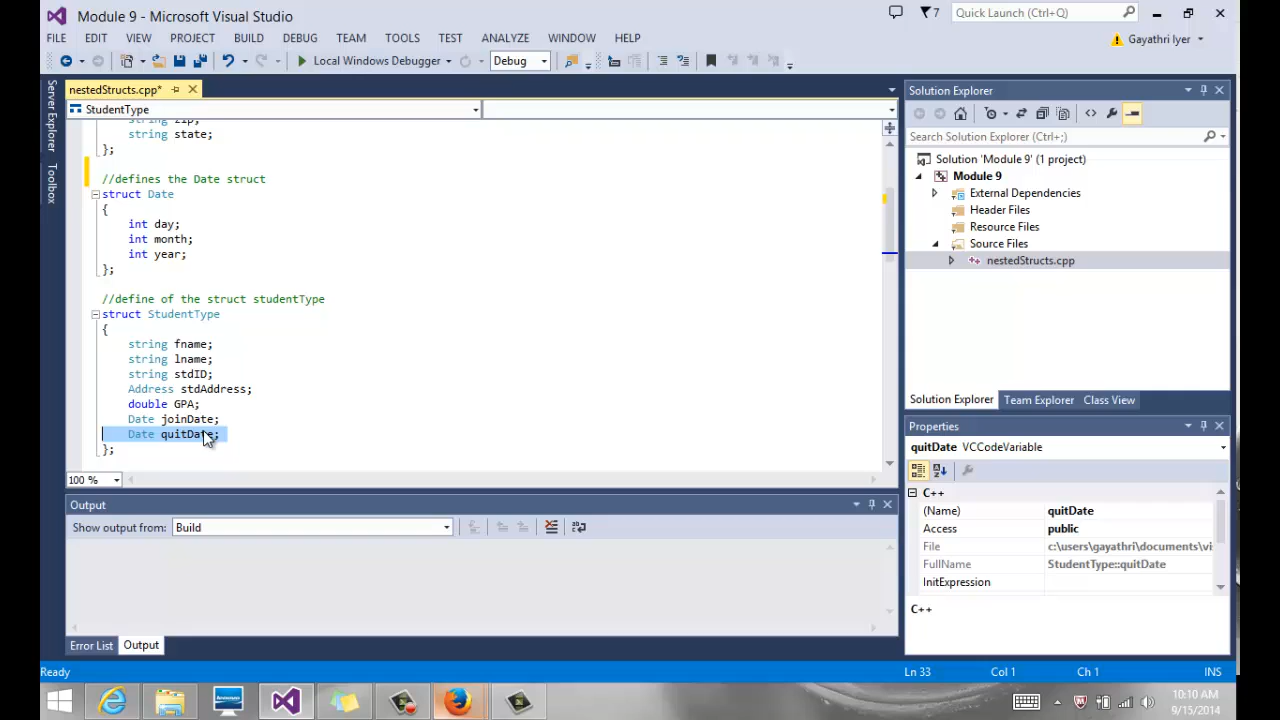 Module 9 - Microsoft Visual Studio
7
Quick Launch (Ctrl+Q)
FILE EDIT VIEW PROJECT BUILD DEBUG TEAM TOOLS TEST ANALYZE WINDOW HELP
Gayathri Iyer
Local Windows Debugger
Debug
Server Explorer
Toolbox
nestedStructs.cpp*
StudentType
string zip;
string state;
};
//defines the Date struct
struct Date
{
int day;
int month;
int year;
};
//define of the struct studentType
struct StudentType
{
string fname;
string lname;
string stdID;
Address stdAddress;
double GPA;
Date joinDate;
Date quitDate;
};
100 %
Output
Show output from: Build
Error List Output
Solution Explorer
Search Solution Explorer (Ctrl+;)
Solution 'Module 9' (1 project)
Module 9
External Dependencies
Header Files
Resource Files
Source Files
nestedStructs.cpp
Solution Explorer Team Explorer Class View
Properties
quitDate VCCodeVariable
C++
(Name) quitDate
Access public
File c:\users\gayathri\documents\vi
FullName StudentType::quitDate
InitExpression
C++
Ready
Ln 33 Col 1 Ch 1 INS
10:10 AM
9/15/2014